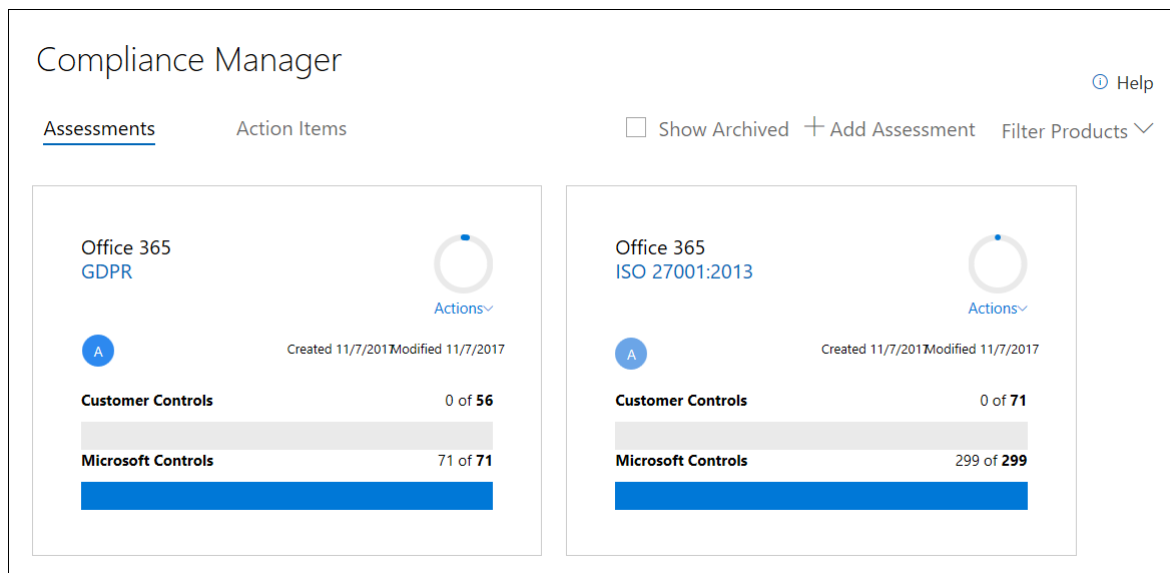 Compliance Manager
Help
Assessments Action Items Show Archived Add Assessment Filter Products
Office 365
GDPR
Actions
A Created 11/7/2017 Modified 11/7/2017
Customer Controls 0 of 56
Microsoft Controls 71 of 71
Office 365
ISO 27001:2013
Actions
A Created 11/7/2017 Modified 11/7/2017
Customer Controls 0 of 71
Microsoft Controls 299 of 299